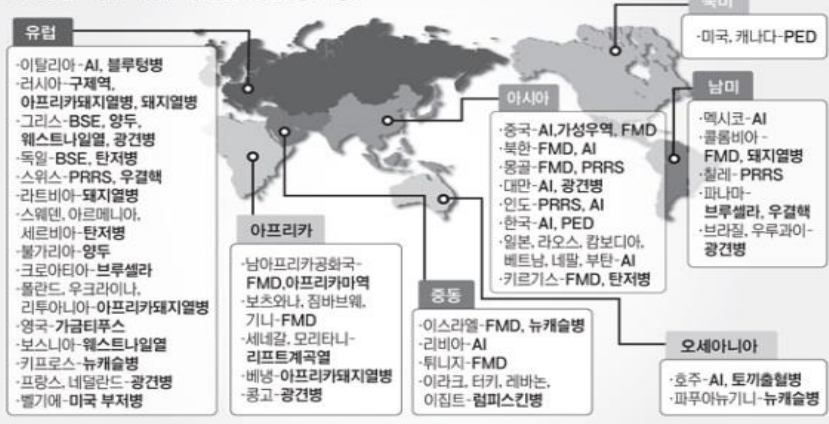 유럽
·이탈리아-AI, 블루텅병
·러시아-구제역,
아프리카돼지열병, 돼지열병
·그리스-BSE, 양두,
웨스트나일열, 광견병
·독일-BSE, 탄저병
·스위스-PRRS, 우결핵
·라트비아-돼지열병
·스웨덴, 아르메니아,
세르비아-탄저병
·불가리아-양두
·크로아티아-브루셀라
·폴란드, 우크라이나,
리투아니아-아프리카돼지열병
·영국-가금티푸스
·보스니아-웨스트나일열
·키프로스-뉴캐슬병
·프랑스, 네덜란드-광견병
·벨기에-미국 부저병
아프리카
·남아프리카공화국-
FMD,아프리카마역
·보츠와나, 짐바브웨,
기니-FMD
·세네갈, 모리타니-
리프트계곡열
·베냉-아프리카돼지열병
·콩고-광견병
중동
·이스라엘-FMD, 뉴캐슬병
·리비아-AI
·튀니지-FMD
·이라크, 터키, 레바논,
이집트-럼피스킨병
아시아
·중국-AI,가성우역, FMD
·북한-FMD, AI
·몽골-FMD, PRRS
·대만-AI, 광견병
·인도-PRRS, AI
·한국-AI, PED
·일본, 라오스, 캄보디아,
베트남, 네팔, 부탄-AI
·키르기스-FMD, 탄저병
북미
·미국, 캐나다-PED
남미
·멕시코-AI
·콜롬비아-
FMD, 돼지열병
·칠레-PRRS
·파나마-
브루셀라, 우결핵
·브라질, 우루과이-
광견병
오세아니아
·호주-AI, 토끼출혈병
·파푸아뉴기니-뉴캐슬병